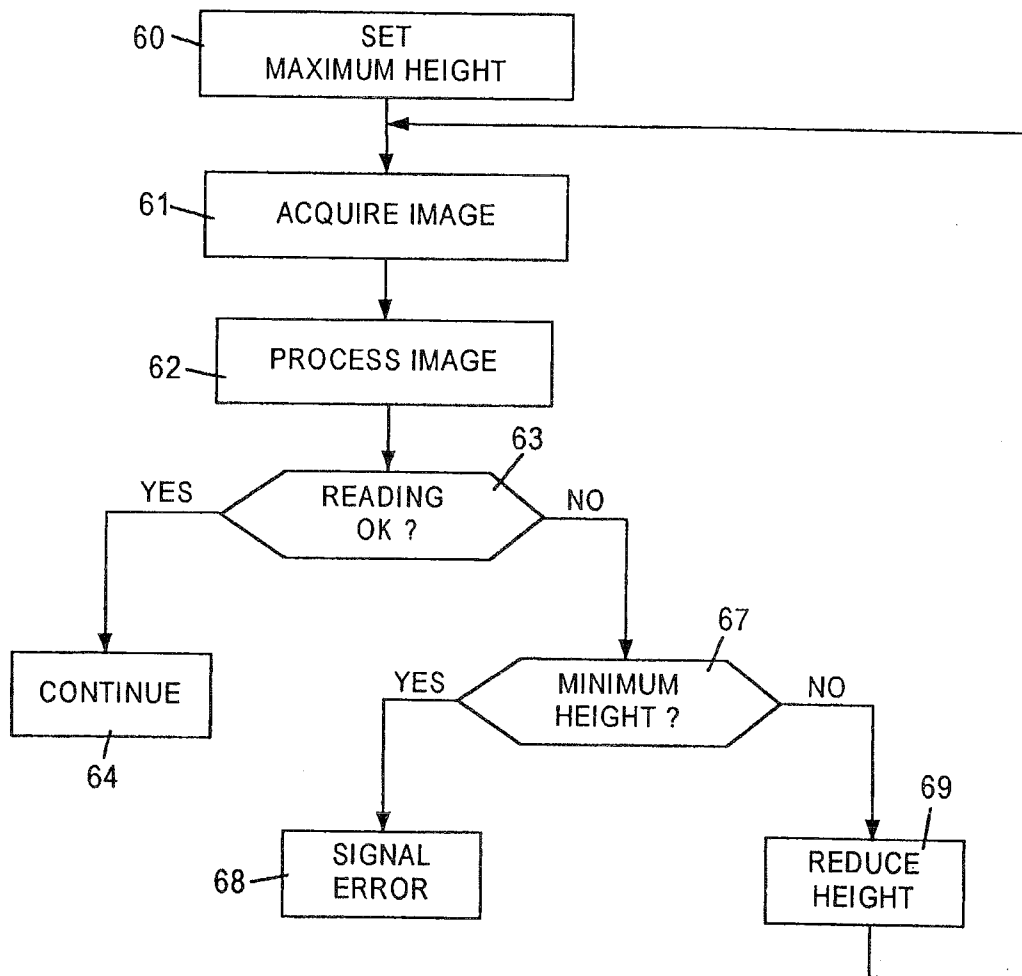 60
SET
MAXIMUM HEIGHT
61
ACQUIRE IMAGE
62
PROCESS IMAGE
63
YES
READING
OK ?
NO
67
CONTINUE
YES
MINIMUM
HEIGHT ?
NO
64
69
68
SIGNAL
ERROR
REDUCE
HEIGHT